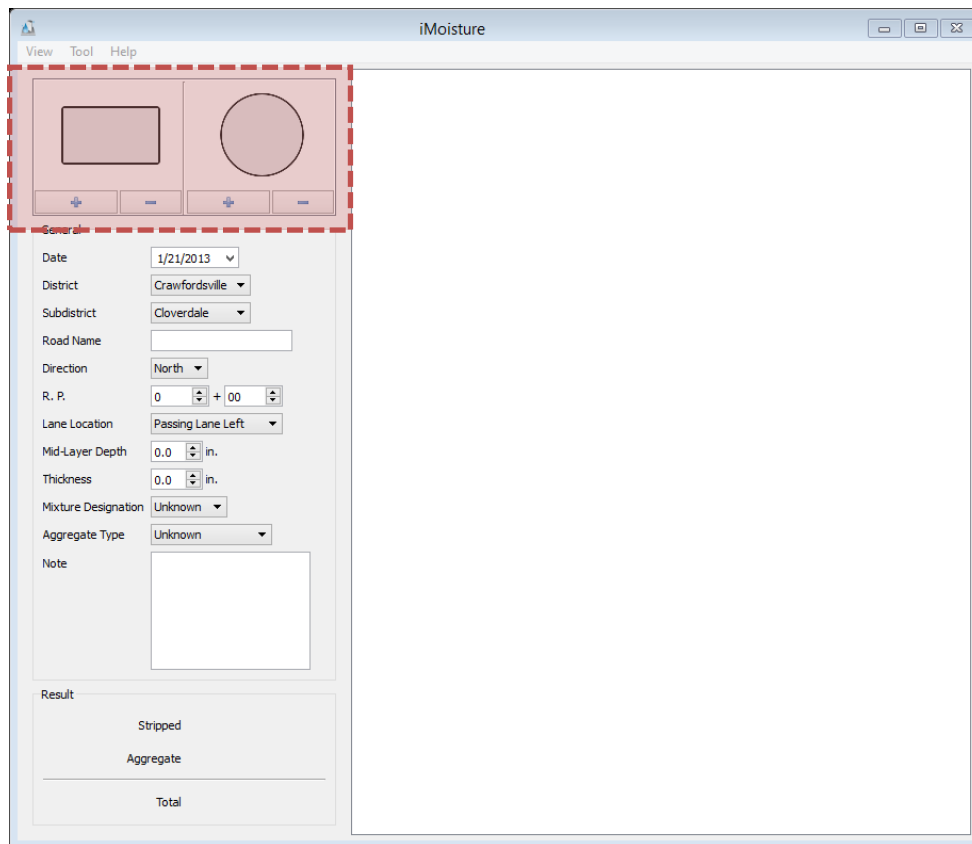 iMoisture
View Tool Help
+ − + −
General
Date 1/21/2013
District Crawfordsville
Subdistrict Cloverdale
Road Name
Direction North
R. P. 0 + 00
Lane Location Passing Lane Left
Mid-Layer Depth 0.0 in.
Thickness 0.0 in.
Mixture Designation Unknown
Aggregate Type Unknown
Note
Result
Stripped
Aggregate
Total